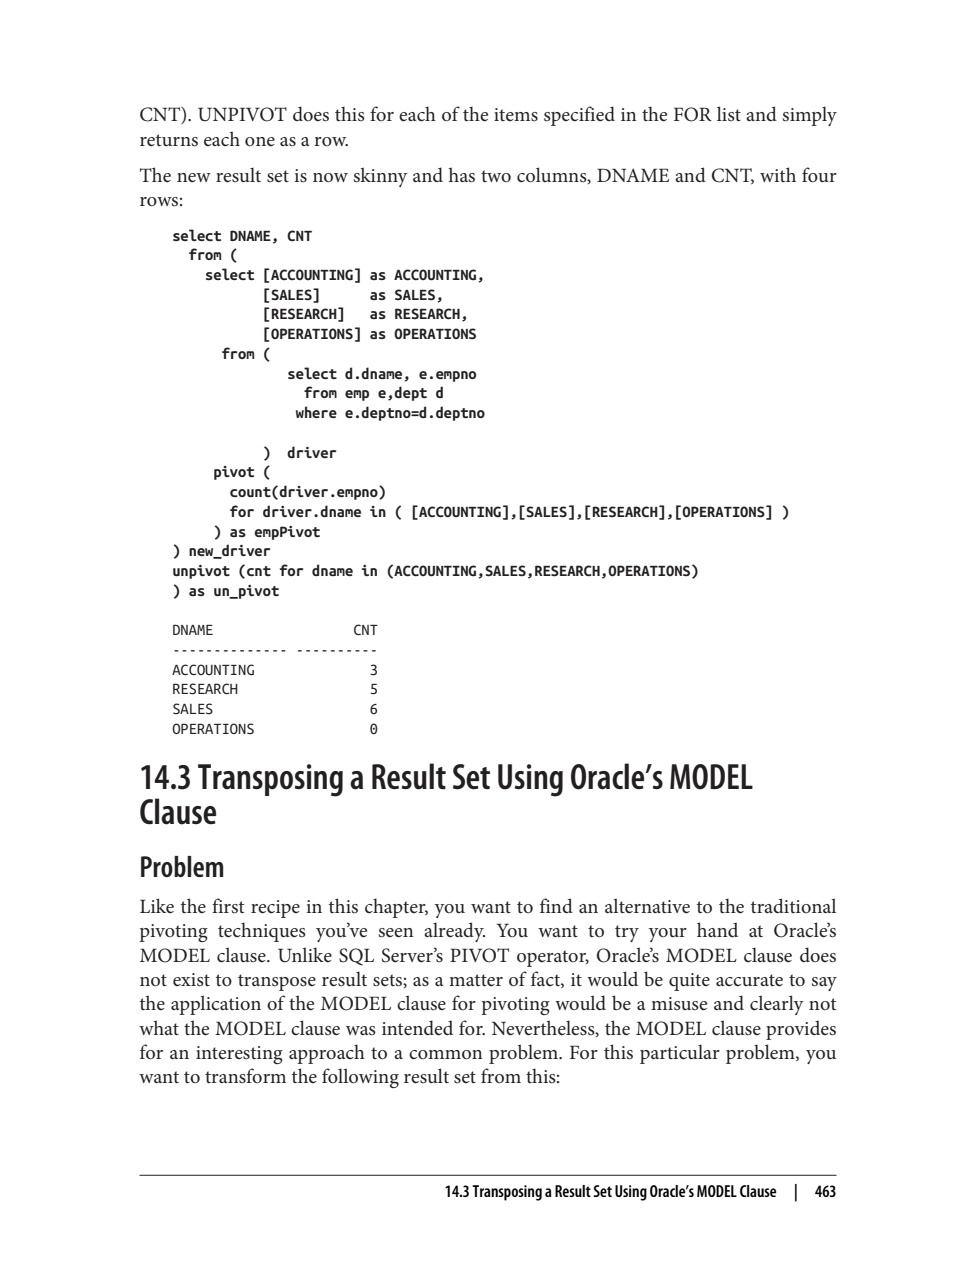 CNT). UNPIVOT does this for each of the items specified in the FOR list and simply
returns each one as a row.
The new result set is now skinny and has two columns, DNAME and CNT, with four
rows:
select DNAME, CNT
  from (
    select [ACCOUNTING] as ACCOUNTING,
           [SALES]      as SALES,
           [RESEARCH]   as RESEARCH,
           [OPERATIONS] as OPERATIONS
      from (
              select d.dname, e.empno
                from emp e,dept d
               where e.deptno=d.deptno
           )  driver
     pivot (
       count(driver.empno)
       for driver.dname in ( [ACCOUNTING],[SALES],[RESEARCH],[OPERATIONS] )
     ) as empPivot
) new_driver
unpivot (cnt for dname in (ACCOUNTING,SALES,RESEARCH,OPERATIONS)
) as un_pivot
DNAME                 CNT
-------------- ----------
ACCOUNTING              3
RESEARCH                5
SALES                   6
OPERATIONS              0
14.3 Transposing a Result Set Using Oracle’s MODEL
Clause
Problem
Like the first recipe in this chapter, you want to find an alternative to the traditional
pivoting techniques you’ve seen already. You want to try your hand at Oracle’s
MODEL clause. Unlike SQL Server’s PIVOT operator, Oracle’s MODEL clause does
not exist to transpose result sets; as a matter of fact, it would be quite accurate to say
the application of the MODEL clause for pivoting would be a misuse and clearly not
what the MODEL clause was intended for. Nevertheless, the MODEL clause provides
for an interesting approach to a common problem. For this particular problem, you
want to transform the following result set from this:
14.3 Transposing a Result Set Using Oracle’s MODEL Clause | 463